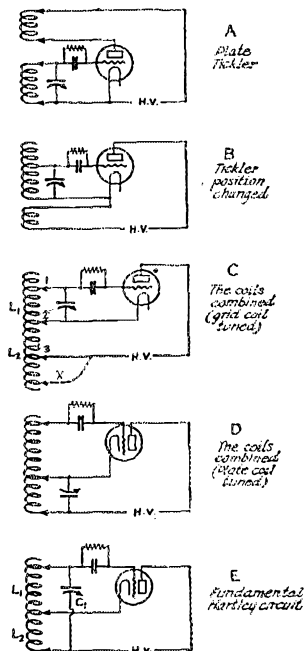 A
Plate
Tickler
H.V.
B
Tickler
position
changed
H.V.
C
The coils
combined
(grid coil
tuned)
L₁
1
2
L₂
3
X
H.V.
D
The coils
combined
(Plate coil
tuned)
H.V.
E
Fundamental
Hartley circuit
L₁
C₁
L₂
H.V.